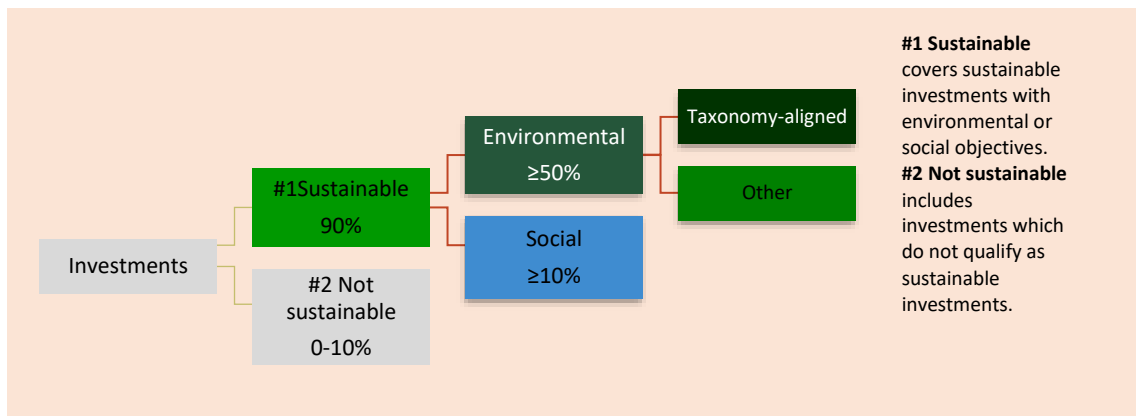 Investments
#1Sustainable
90%
#2 Not
sustainable
0-10%
Environmental
≥50%
Social
≥10%
Taxonomy-aligned
Other
#1 Sustainable
covers sustainable
investments with
environmental or
social objectives.
#2 Not sustainable
includes
investments which
do not qualify as
sustainable
investments.